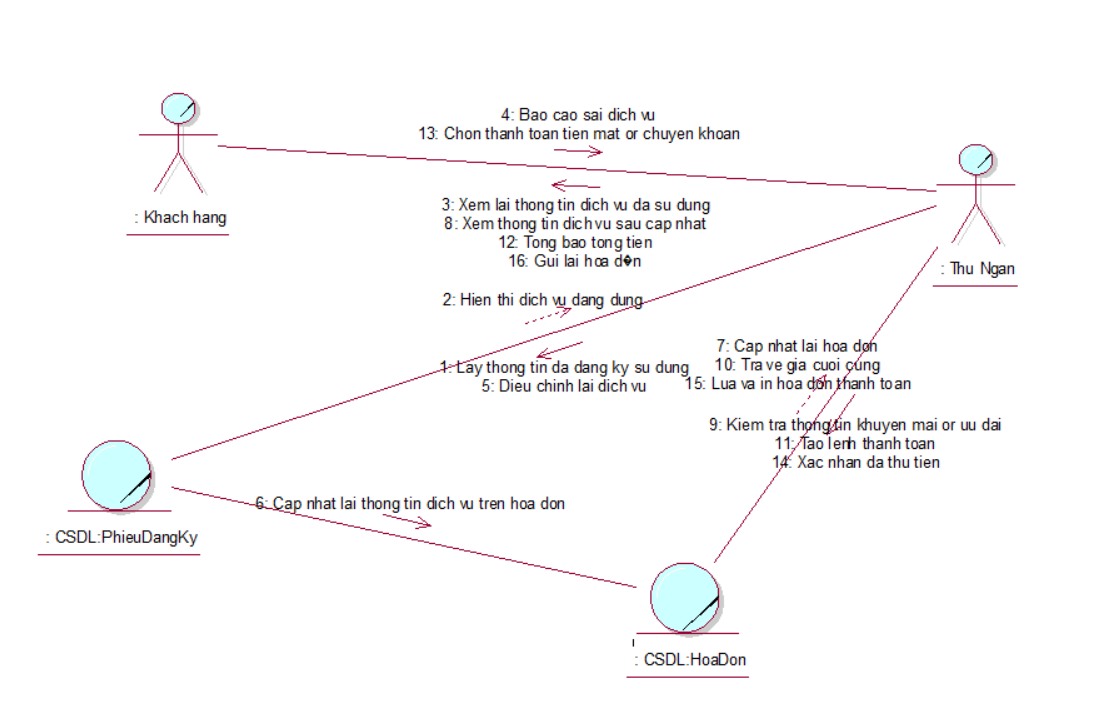 4: Bao cao sai dich vu
13: Chon thanh toan tien mat or chuyen khoan
: Khach hang
3: Xem lai thong tin dich vu da su dung
8: Xem thong tin dich vu sau cap nhat
12: Tong bao tong tien
16: Gui lai hoa d�n
: Thu Ngan
2: Hien thi dich vu dang dung
7: Cap nhat lai hoa don
10: Tra ve gia cuoi cung
15: Lua va in hoa don thanh toan
1: Lay thong tin da dang ky su dung
5: Dieu chinh lai dich vu
9: Kiem tra thong tin khuyen mai or uu dai
11: Tao lenh thanh toan
14: Xac nhan da thu tien
6: Cap nhat lai thong tin dich vu tren hoa don
: CSDL:PhieuDangKy
: CSDL:HoaDon